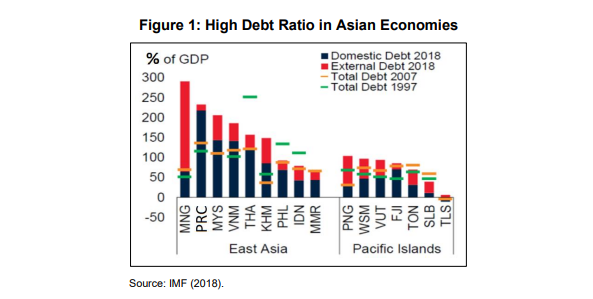 Figure 1: High Debt Ratio in Asian Economies
% of GDP
Domestic Debt 2018
External Debt 2018
Total Debt 2007
Total Debt 1997
300
250
200
150
100
50
0
-50
MNG PRC MYS VNM THA KHM PHL IDN MMR PNG WSM VUT FJI TON SLB TLS
East Asia Pacific Islands
Source: IMF (2018).